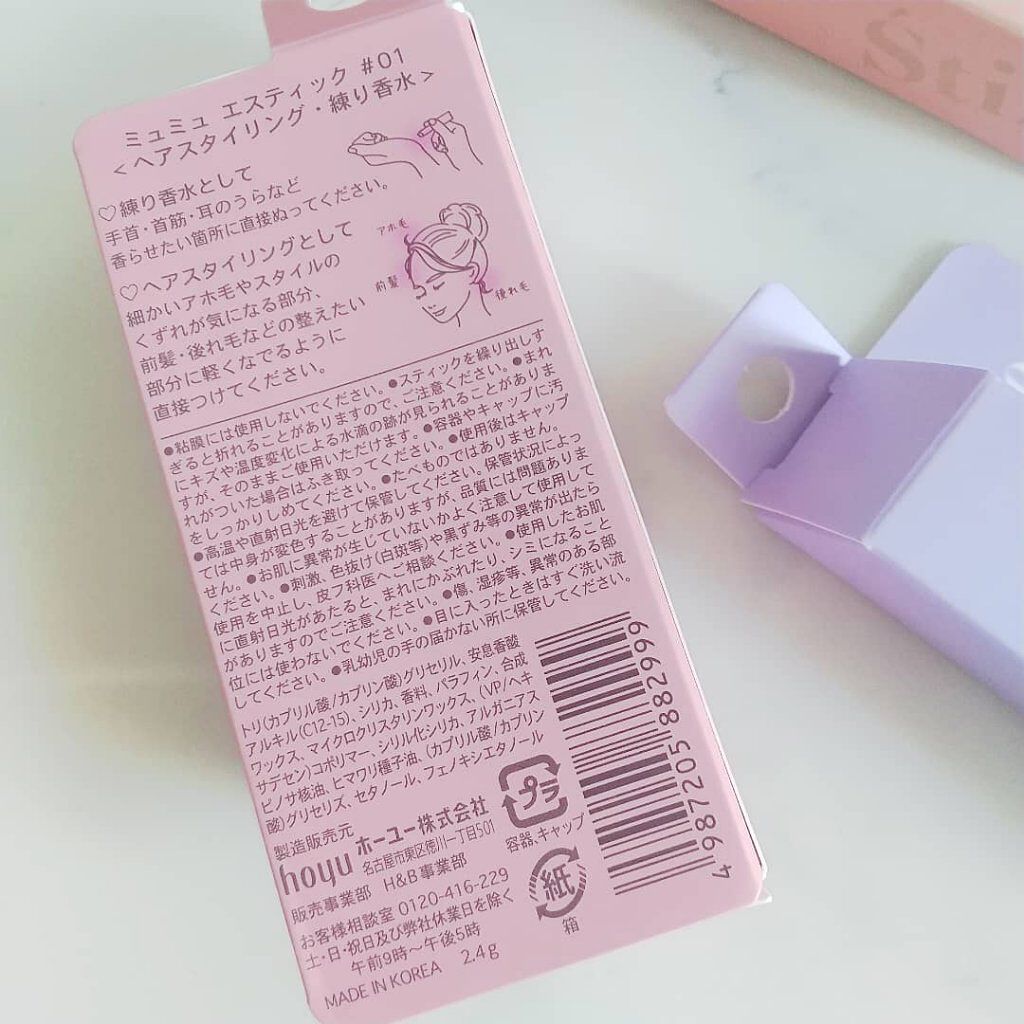 ミュミュ エスティック #01
<ヘアスタイリング・練り香水>
♡練り香水として
手首・首筋・耳のうらなど
香らせたい箇所に直接ぬってください。
♡ヘアスタイリングとして
細かいアホ毛やスタイルの
くずれが気になる部分、
前髪・後れ毛などの整えたい
部分に軽くなでるように
直接つけてください。
アホ毛
前髪
後れ毛
●粘膜には使用しないでください。●スティックを繰り出しす
ぎると折れることがありますので、ご注意ください。●まれ
にキズや温度変化による水滴の跡が見られることがありま
すが、そのままご使用いただけます。●容器やキャップに汚
れがついた場合はふき取ってください。●使用後はキャップ
をしっかりしめてください。●たべものではありません。
●高温や直射日光を避けて保管してください。保管状況によっ
ては中身が変色することがありますが、品質には問題ありま
せん。●お肌に異常が生じていないかよく注意して使用して
ください。●刺激、色抜け(白斑等)や黒ずみ等の異常が出たら
使用を中止し、皮フ科医へご相談ください。●使用したお肌
に直射日光があたると、まれにかぶれたり、シミになること
がありますのでご注意ください。●傷、湿疹等、異常のある部
位には使わないでください。●目に入ったときはすぐ洗い流
してください。●乳幼児の手の届かない所に保管してください。
トリ(カプリル酸/カプリン酸)グリセリル、安息香酸
アルキル(C12-15)、シリカ、香料、パラフィン、合成
ワックス、マイクロクリスタリンワックス、(VP/ヘキ
サデセン)コポリマー、シリル化シリカ、アルガニアス
ピノサ核油、ヒマワリ種子油、(カプリル酸/カプリン
酸)グリセリズ、セタノール、フェノキシエタノール
製造販売元
hoyu ホーユー株式会社
名古屋市東区徳川一丁目501
販売事業部 H&B事業部
お客様相談室 0120-416-229
土・日・祝日及び弊社休業日を除く
午前9時〜午後5時
MADE IN KOREA 2.4g
プラ
容器、キャップ
紙
箱
4 987205 882999
Sti